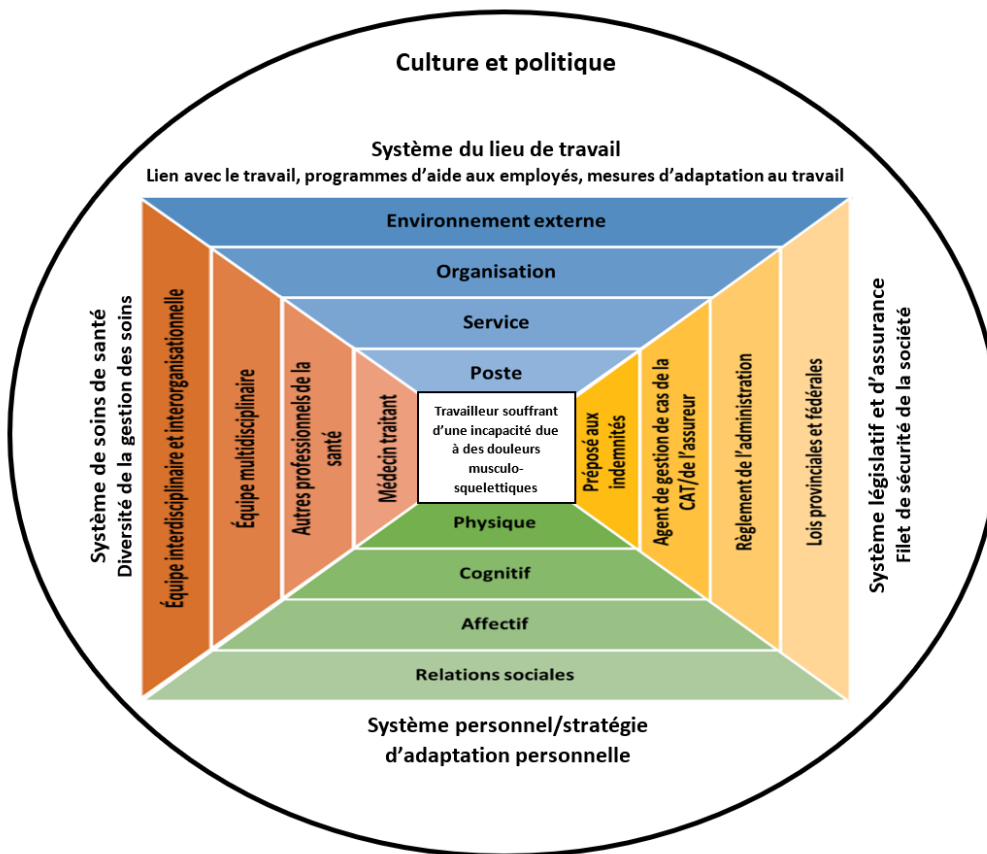 Culture et politique
Système du lieu de travail
Lien avec le travail, programmes d'aide aux employés, mesures d'adaptation au travail
Environnement externe
Organisation
Service
Poste
Système de soins de santé
Diversité de la gestion des soins
Équipe interdisciplinaire et interorganisationnelle
Équipe multidisciplinaire
Autres professionnels de la
santé
Médecin traitant
Travailleur souffrant
d'une incapacité due
à des douleurs
musculo-
squelettiques
Préposé aux
indemnités
Agent de gestion de cas de la
CAT/de l'assureur
Règlement de l'administration
Lois provinciales et fédérales
Système législatif et d'assurance
Filet de sécurité de la société
Physique
Cognitif
Affectif
Relations sociales
Système personnel/stratégie
d'adaptation personnelle